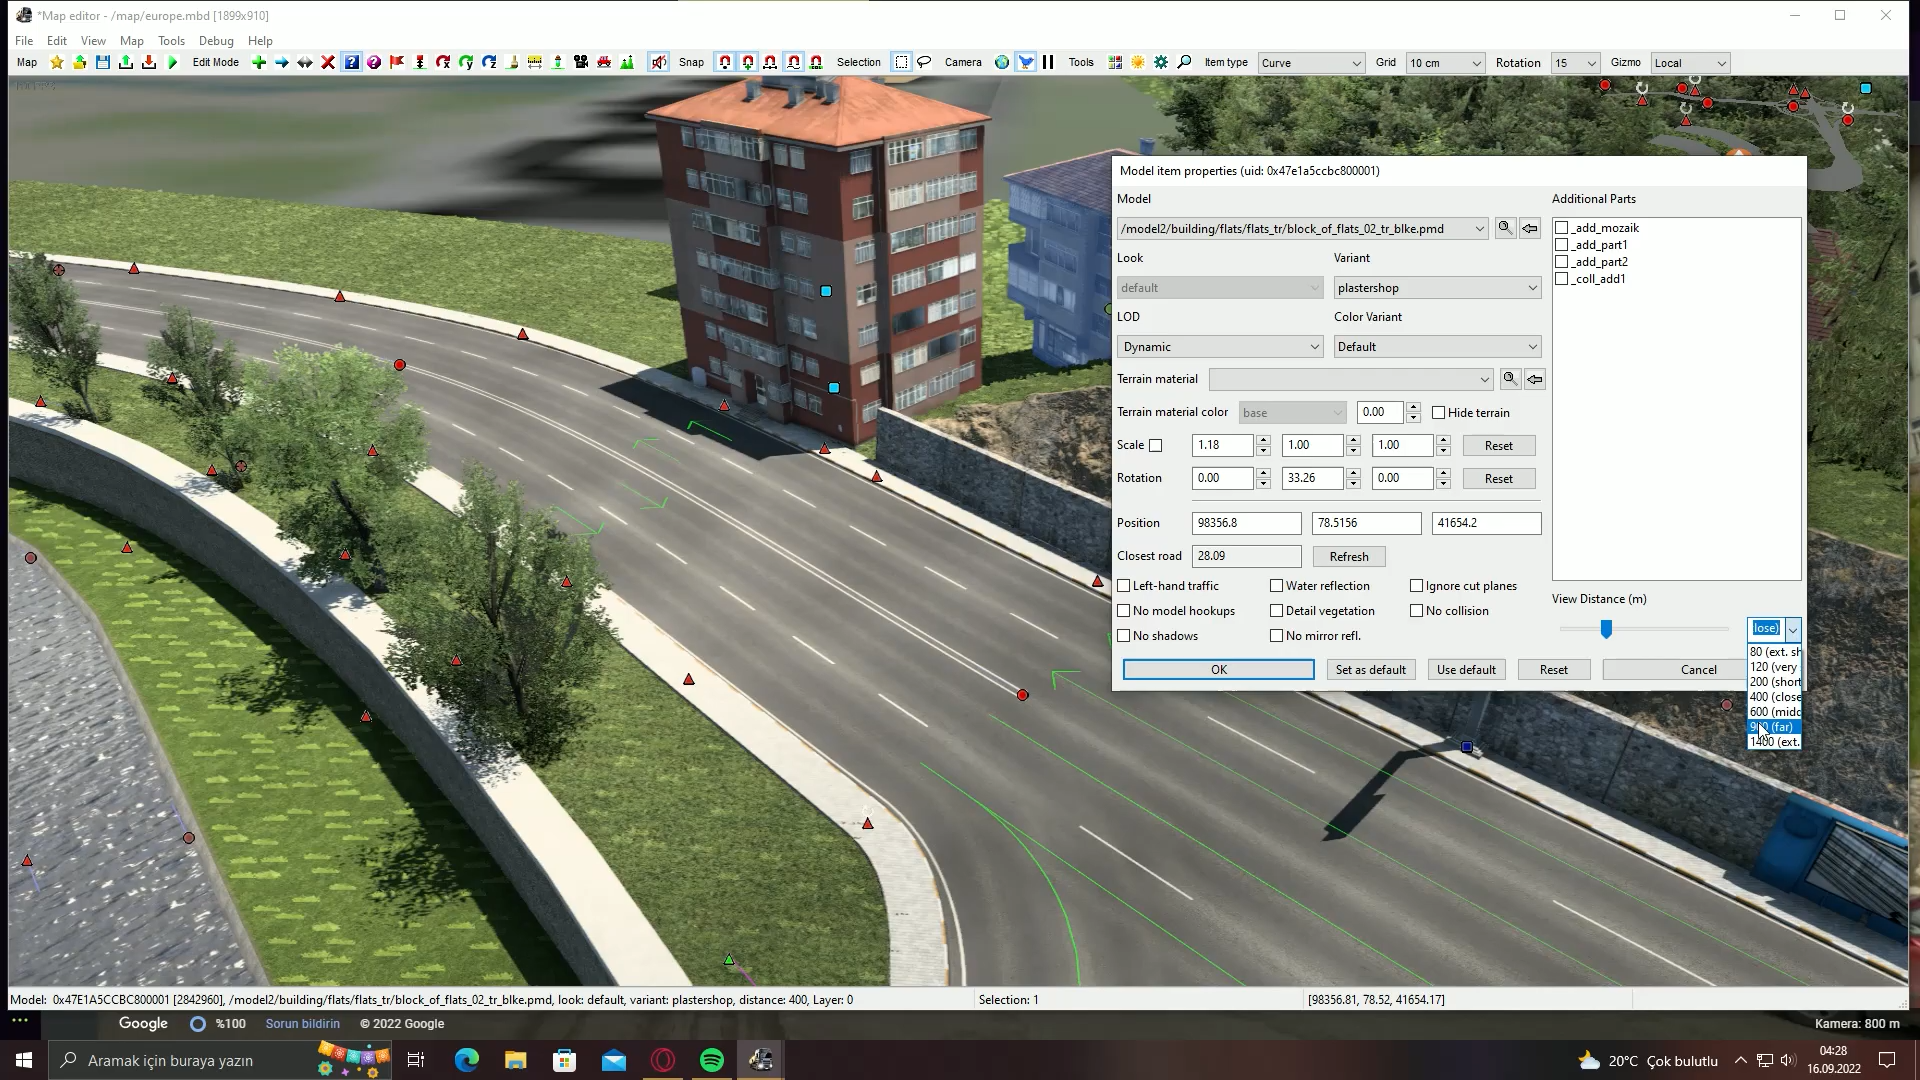 *Map editor - /map/europe.mbd [1899x910]
File Edit View Map Tools Debug Help
Map Edit Mode Snap Selection Camera Tools Item type Curve Grid 10 cm Rotation 15 Gizmo Local
Model item properties (uid: 0x47e1a5ccbc800001)
Model
Additional Parts
/model2/building/flats/flats_tr/block_of_flats_02_tr_blke.pmd
_add_mozaik
_add_part1
_add_part2
_coll_add1
Look Variant
default plastershop
LOD Color Variant
Dynamic Default
Terrain material
Terrain material color base 0.00 Hide terrain
Scale 1.18 1.00 1.00 Reset
Rotation 0.00 33.26 0.00 Reset
Position 98356.8 78.5156 41654.2
Closest road 28.09 Refresh
Left-hand traffic Water reflection Ignore cut planes
No model hookups Detail vegetation No collision
No shadows No mirror refl.
View Distance (m)
lose)
80 (ext. sh
120 (very
200 (short
400 (close
600 (midd
(far)
1400 (ext.
OK Set as default Use default Reset Cancel
Model: 0x47E1A5CCBC800001 [2842960], /model2/building/flats/flats_tr/block_of_flats_02_tr_blke.pmd, look: default, variant: plastershop, distance: 400, Layer: 0 Selection: 1 [98356.81, 78.52, 41654.17]
Google %100 Sorun bildirin © 2022 Google Kamera: 800 m
Aramak için buraya yazın 20°C Çok bulutlu 04:28
16.09.2022